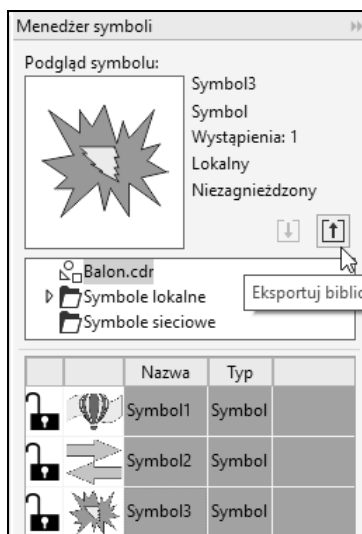 Menedżer symboli
Podgląd symbolu:
Symbol3
Symbol
Wystąpienia: 1
Lokalny
Niezagnieżdżony
Balon.cdr
Symbole lokalne
Eksportuj
Symbole sieciowe
Nazwa Typ
Symbol1 Symbol
Symbol2 Symbol
Symbol3 Symbol